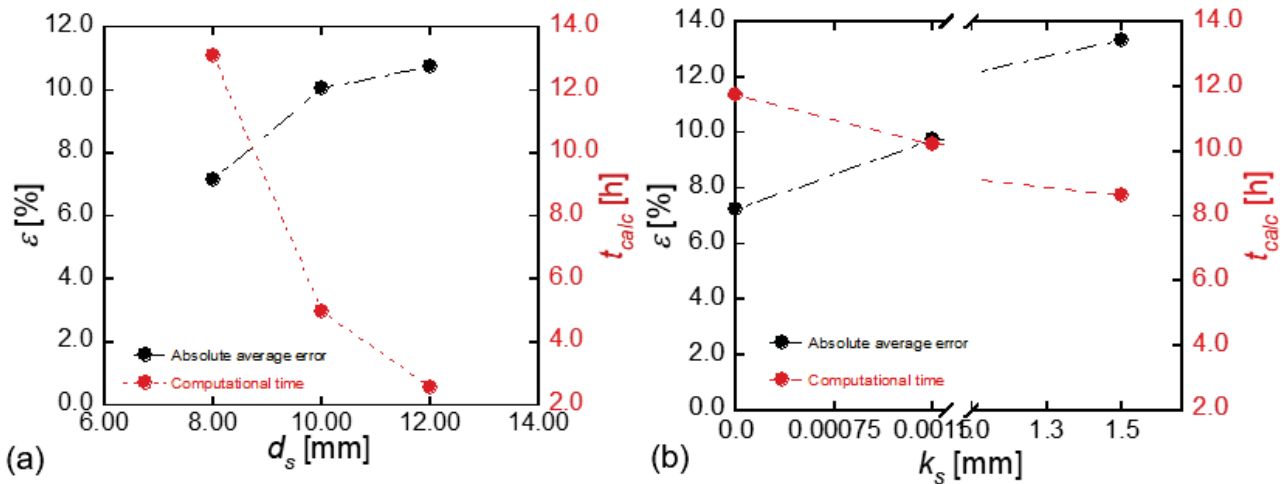 12.0
10.0
8.0
6.0
4.0
2.0
0.0
ε [%]
14.0
12.0
10.0
8.0
6.0
4.0
2.0
t_calc [h]
Absolute average error
Computational time
6.00 8.00 10.00 12.00 14.00
(a) d_s [mm]
14.0
12.0
10.0
8.0
6.0
4.0
2.0
0.0
ε [%]
14.0
12.0
10.0
8.0
6.0
4.0
2.0
t_calc [h]
Absolute average error
Computational time
0.0 0.00075 1.3 1.5
(b) k_s [mm]